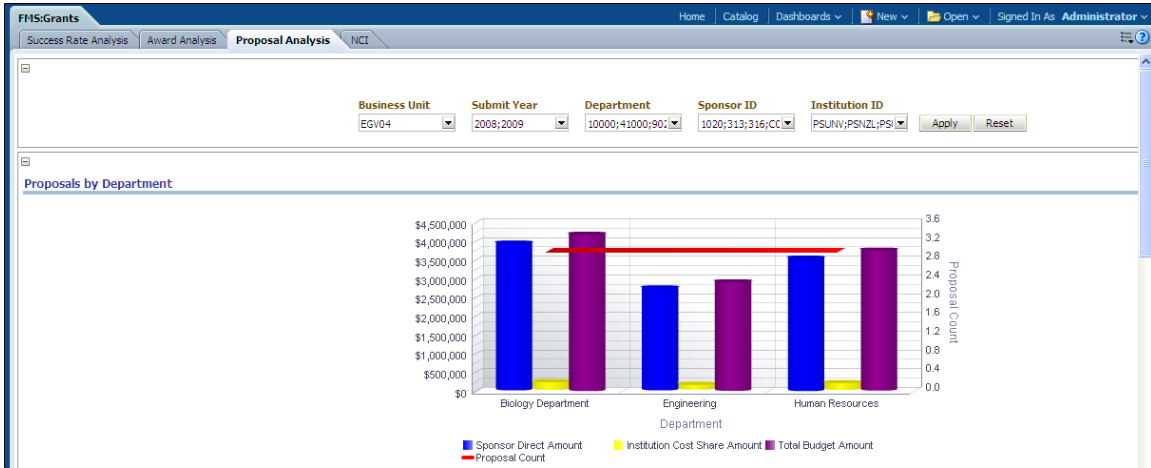 FMS:Grants
Home Catalog Dashboards New Open Signed In As Administrator
Success Rate Analysis Award Analysis Proposal Analysis NCI
Business Unit Submit Year Department Sponsor ID Institution ID
EGV04 2008;2009 10000;41000;902 1020;313;316;CC PSUNV;PSNZL;PSI Apply Reset
Proposals by Department
$4,500,000
$4,000,000
$3,500,000
$3,000,000
$2,500,000
$2,000,000
$1,500,000
$1,000,000
$500,000
$0
3.6
3.2
2.8
2.4
2.0
1.6
1.2
0.8
0.4
0.0
Proposal Count
Biology Department Engineering Human Resources
Department
Sponsor Direct Amount Institution Cost Share Amount Total Budget Amount
Proposal Count